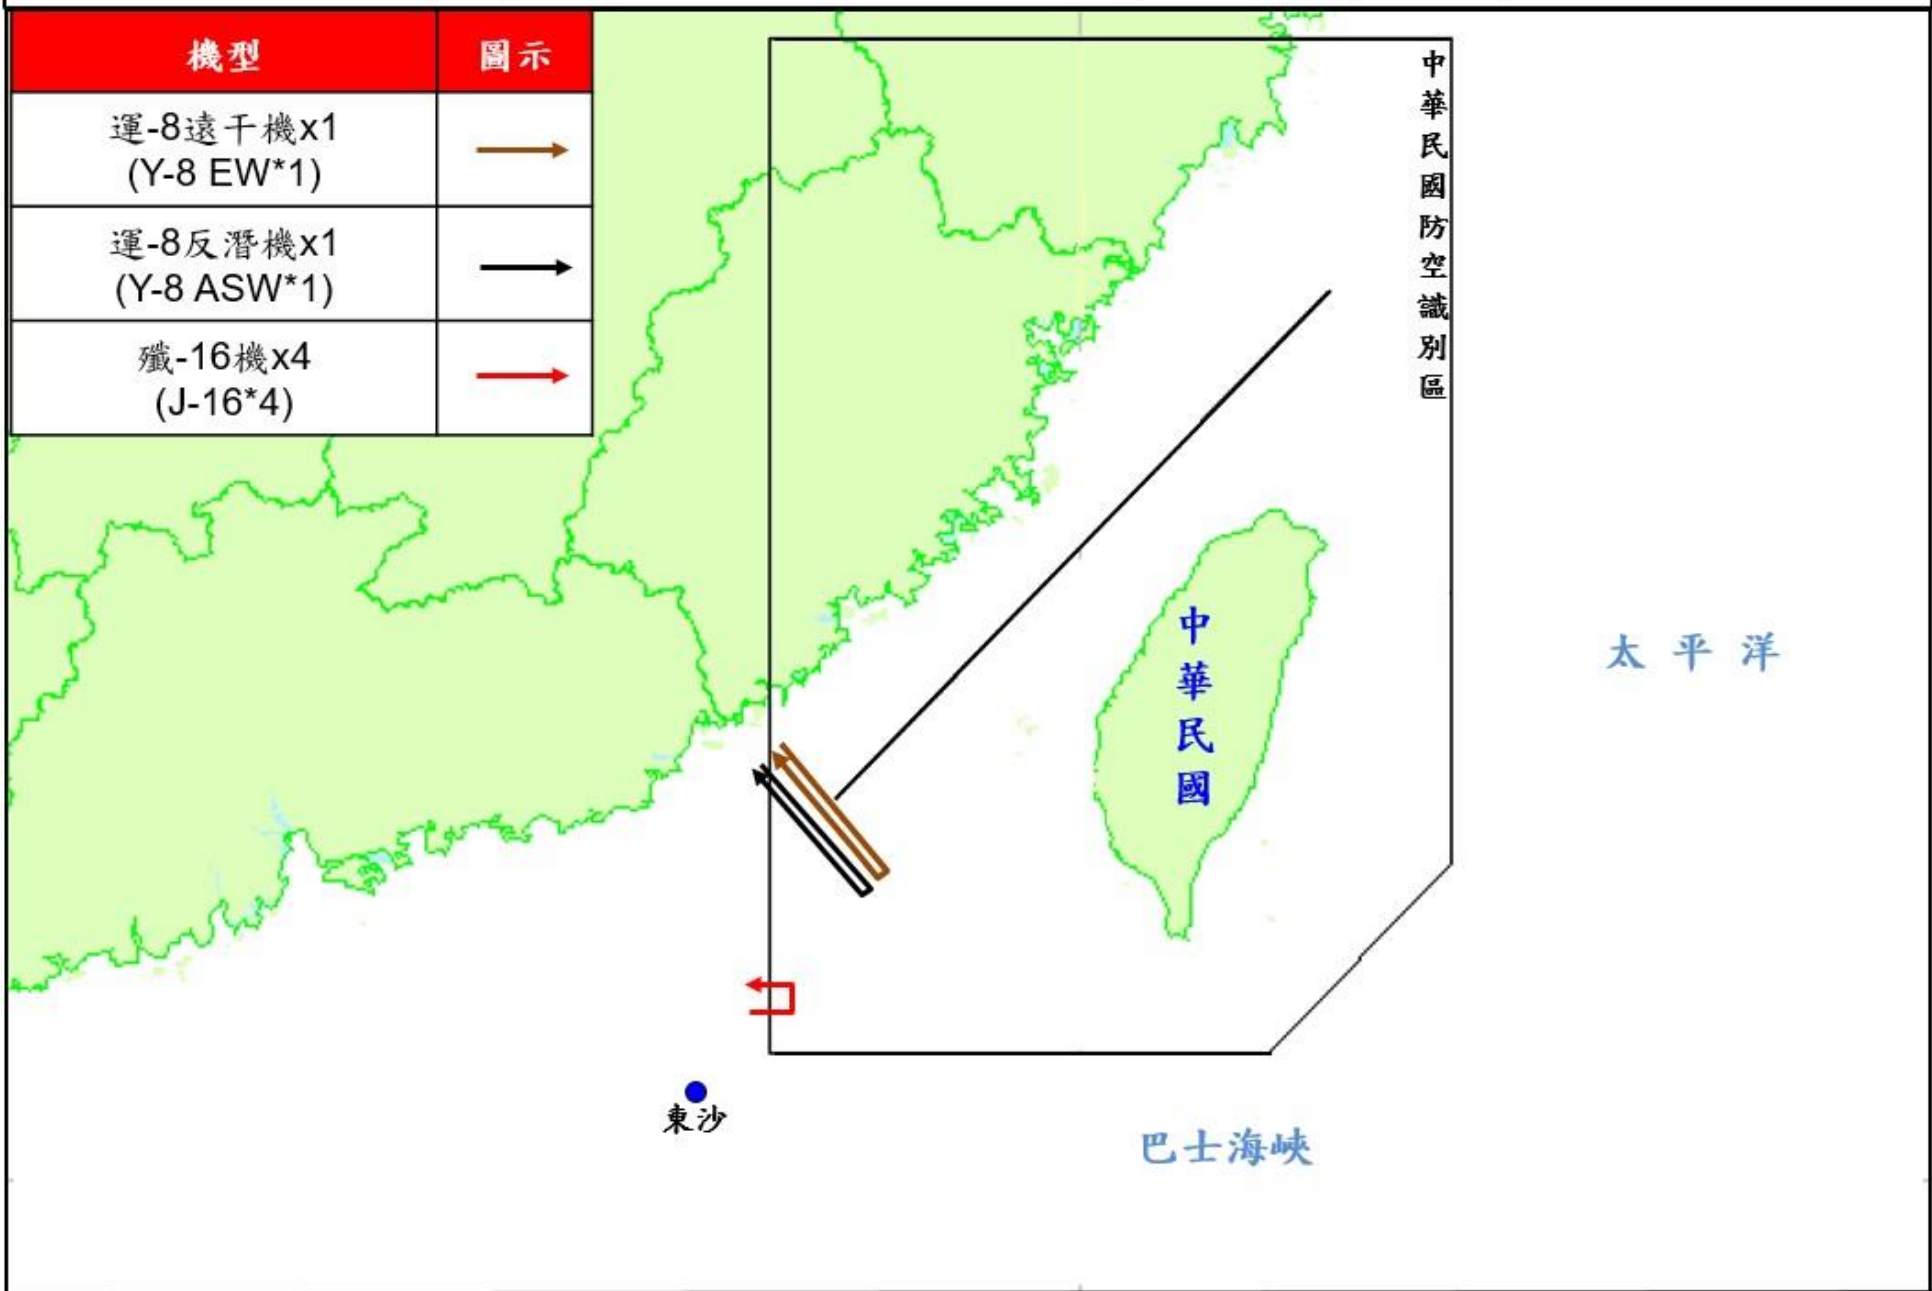 機型 圖示
運-8遠干機x1
(Y-8 EW*1)
運-8反潛機x1
(Y-8 ASW*1)
殲-16機x4
(J-16*4)
中華民國防空識別區
中華民國
太平洋
東沙
巴士海峽